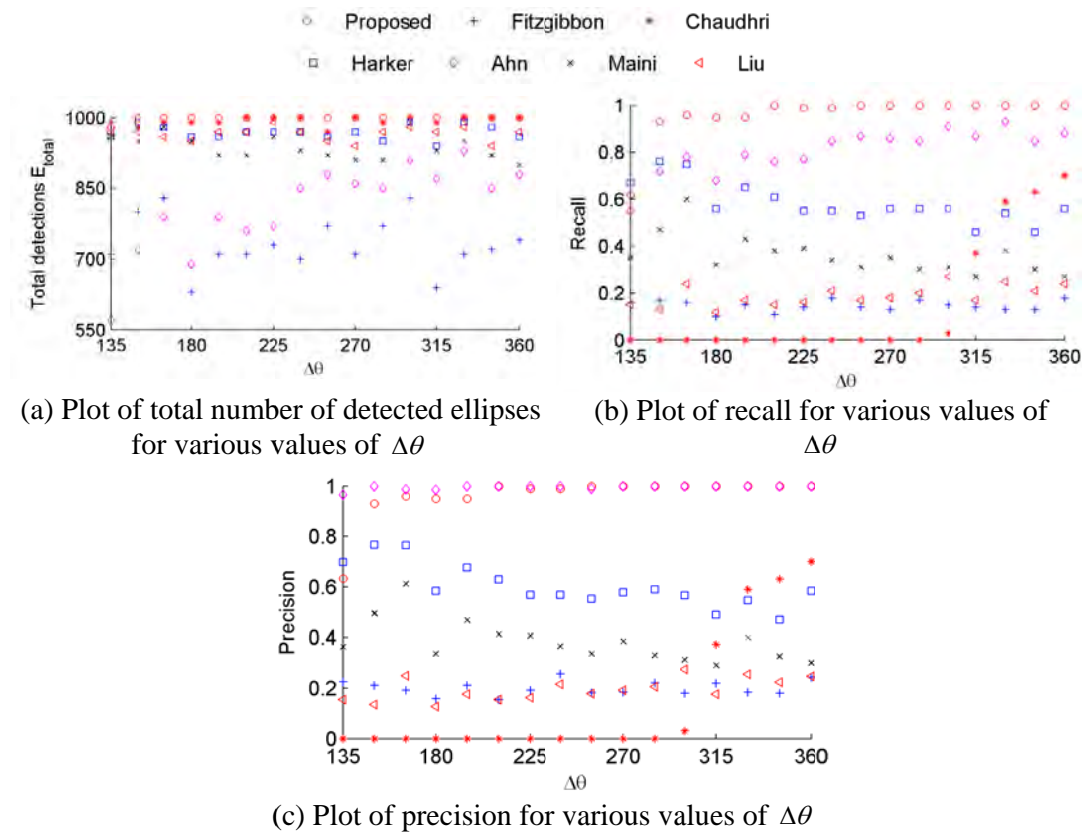 Proposed Fitzgibbon Chaudhri
Harker Ahn Maini Liu
Total detections E_total
1000
850
700
550
135 180 225 270 315 360
Δθ
Recall
1
0.8
0.6
0.4
0.2
0
135 180 225 270 315 360
Δθ
(a) Plot of total number of detected ellipses
for various values of Δθ
(b) Plot of recall for various values of
Δθ
Precision
1
0.8
0.6
0.4
0.2
0
135 180 225 270 315 360
Δθ
(c) Plot of precision for various values of Δθ